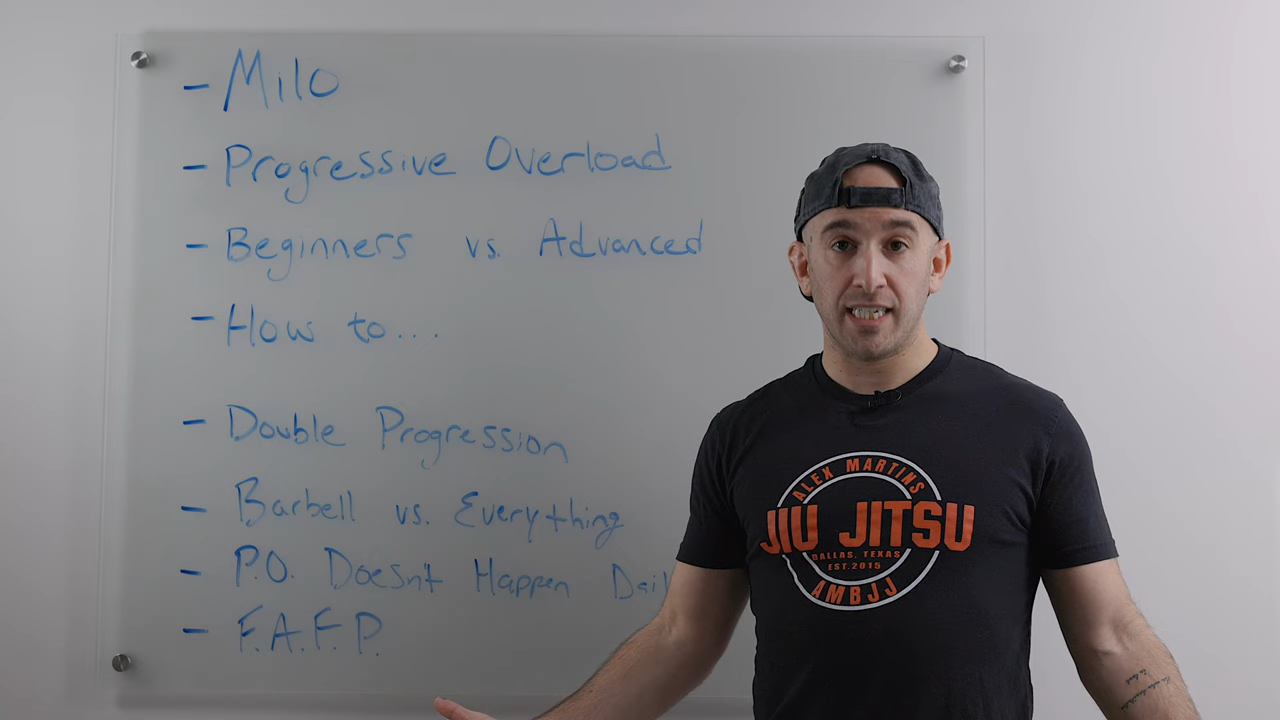 - Milo
- Progressive Overload
- Beginners vs. Advanced
- How to...
- Double Progression
- Barbell vs. Everything
- P.O. Doesn't Happen Dail
- F.A.F.P.
ALEX MARTINS
JIU JITSU
DALLAS, TEXAS
EST.2015
AMBJJ